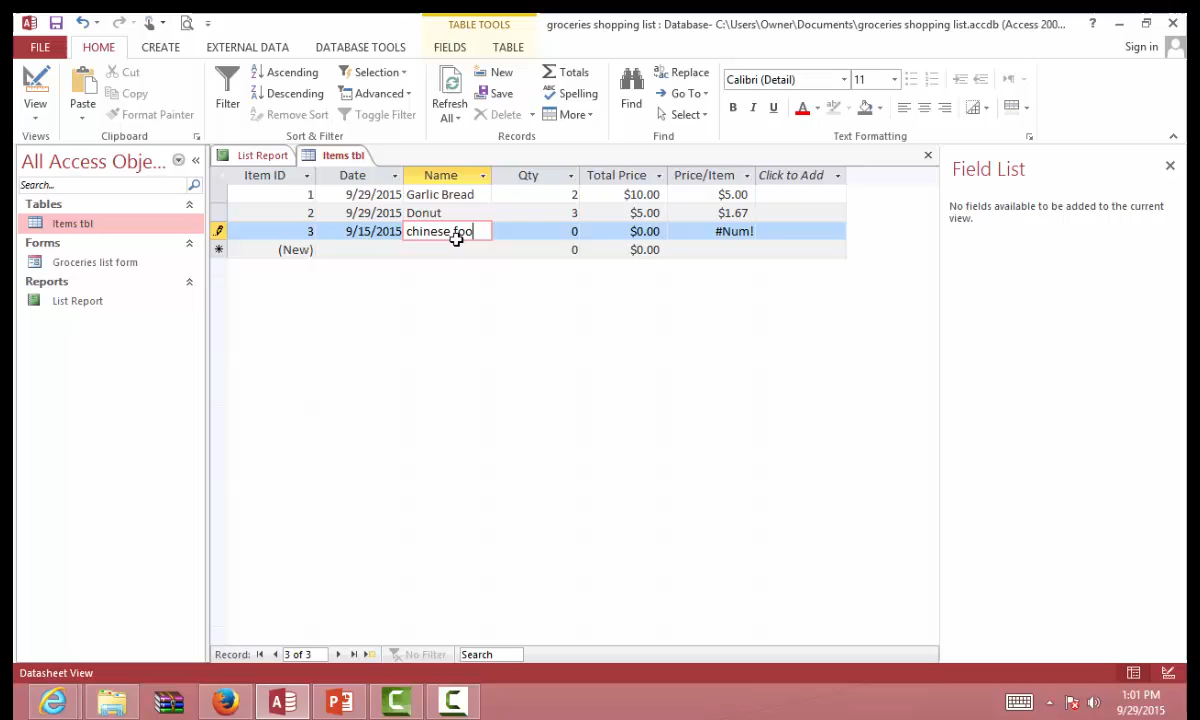 TABLE TOOLS
groceries shopping list : Database- C:\Users\Owner\Documents\groceries shopping list.accdb (Access 200...
Sign in
FILE HOME CREATE EXTERNAL DATA DATABASE TOOLS FIELDS TABLE
View
Views
Paste
Cut
Copy
Format Painter
Clipboard
Filter
Ascending
Descending
Remove Sort
Selection
Advanced
Toggle Filter
Sort & Filter
Refresh
All
New
Save
Delete
Totals
Spelling
More
Records
Find
Replace
Go To
Select
Find
Calibri (Detail) 11
B I U A
Text Formatting
All Access Obje...
Search...
Tables
Items tbl
Forms
Groceries list form
Reports
List Report
List Report Items tbl
Item ID Date Name Qty Total Price Price/Item Click to Add
1 9/29/2015 Garlic Bread 2 $10.00 $5.00
2 9/29/2015 Donut 3 $5.00 $1.67
3 9/15/2015 chinese foo 0 $0.00 #Num!
(New) 0 $0.00
Field List
No fields available to be added to the current
view.
Record: 3 of 3 No Filter Search
Datasheet View
1:01 PM
9/29/2015